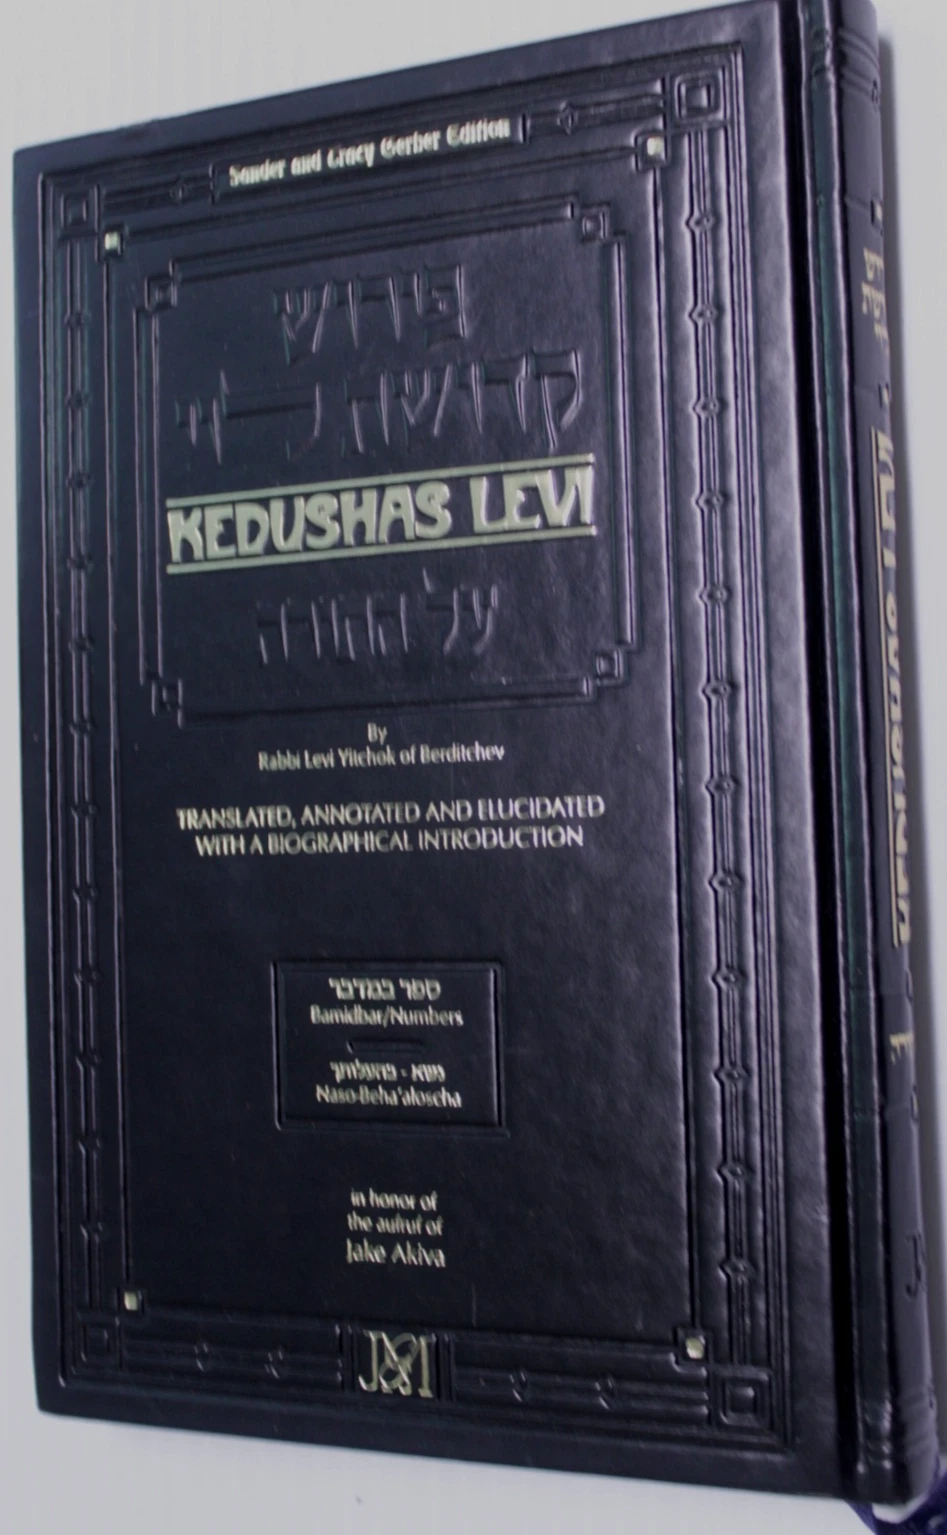 Sander and Tracy Gerber Edition
פירוש
קדושת לוי
KEDUSHAS LEVI
על התורה
By
Rabbi Levi Yitchok of Berditchev
TRANSLATED, ANNOTATED AND ELUCIDATED
WITH A BIOGRAPHICAL INTRODUCTION
ספר במדבר
Bamidbar/Numbers
נשא - בהעלתך
Naso-Beha'aloscha
in honor of
the aufruf of
Jake Akiva
KEDUSHAS LEVI